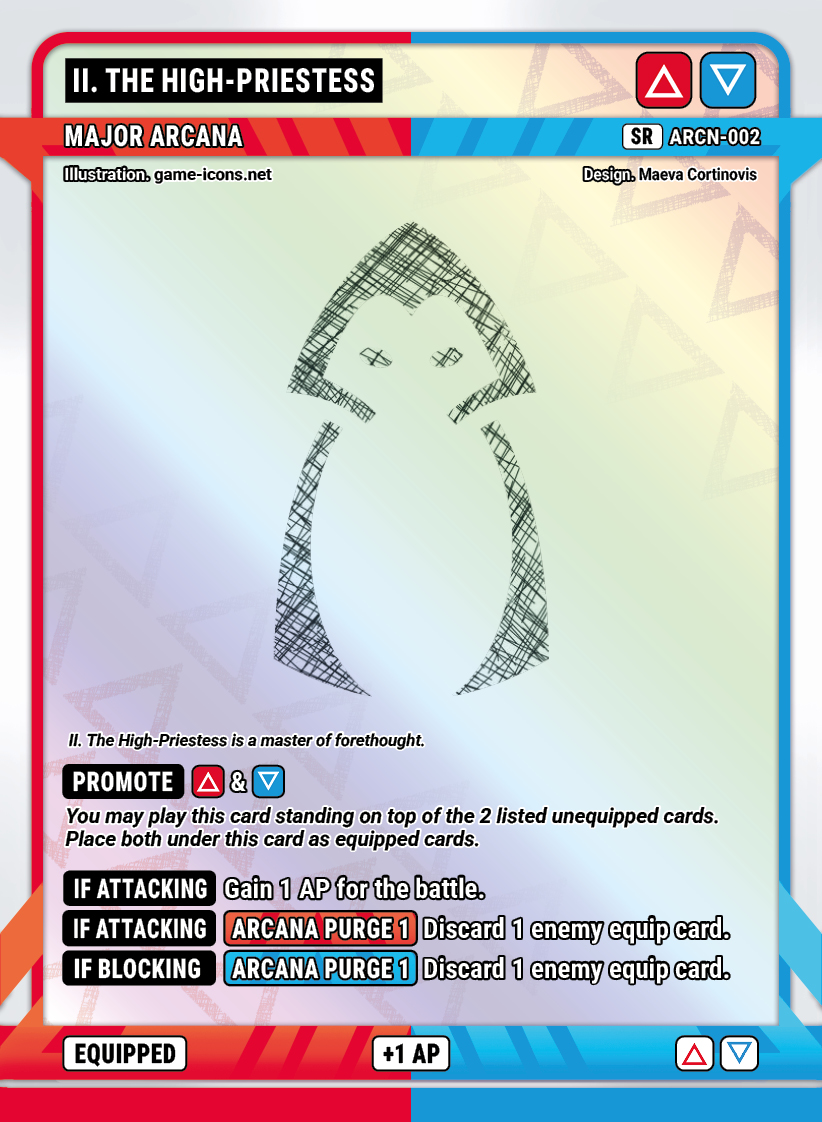 II. THE HIGH-PRIESTESS
MAJOR ARCANA
SR ARCN-002
Illustration. game-icons.net
Design. Maeva Cortinovis
II. The High-Priestess is a master of forethought.
PROMOTE &
You may play this card standing on top of the 2 listed unequipped cards.
Place both under this card as equipped cards.
IF ATTACKING Gain 1 AP for the battle.
IF ATTACKING ARCANA PURGE 1 Discard 1 enemy equip card.
IF BLOCKING ARCANA PURGE 1 Discard 1 enemy equip card.
EQUIPPED +1 AP